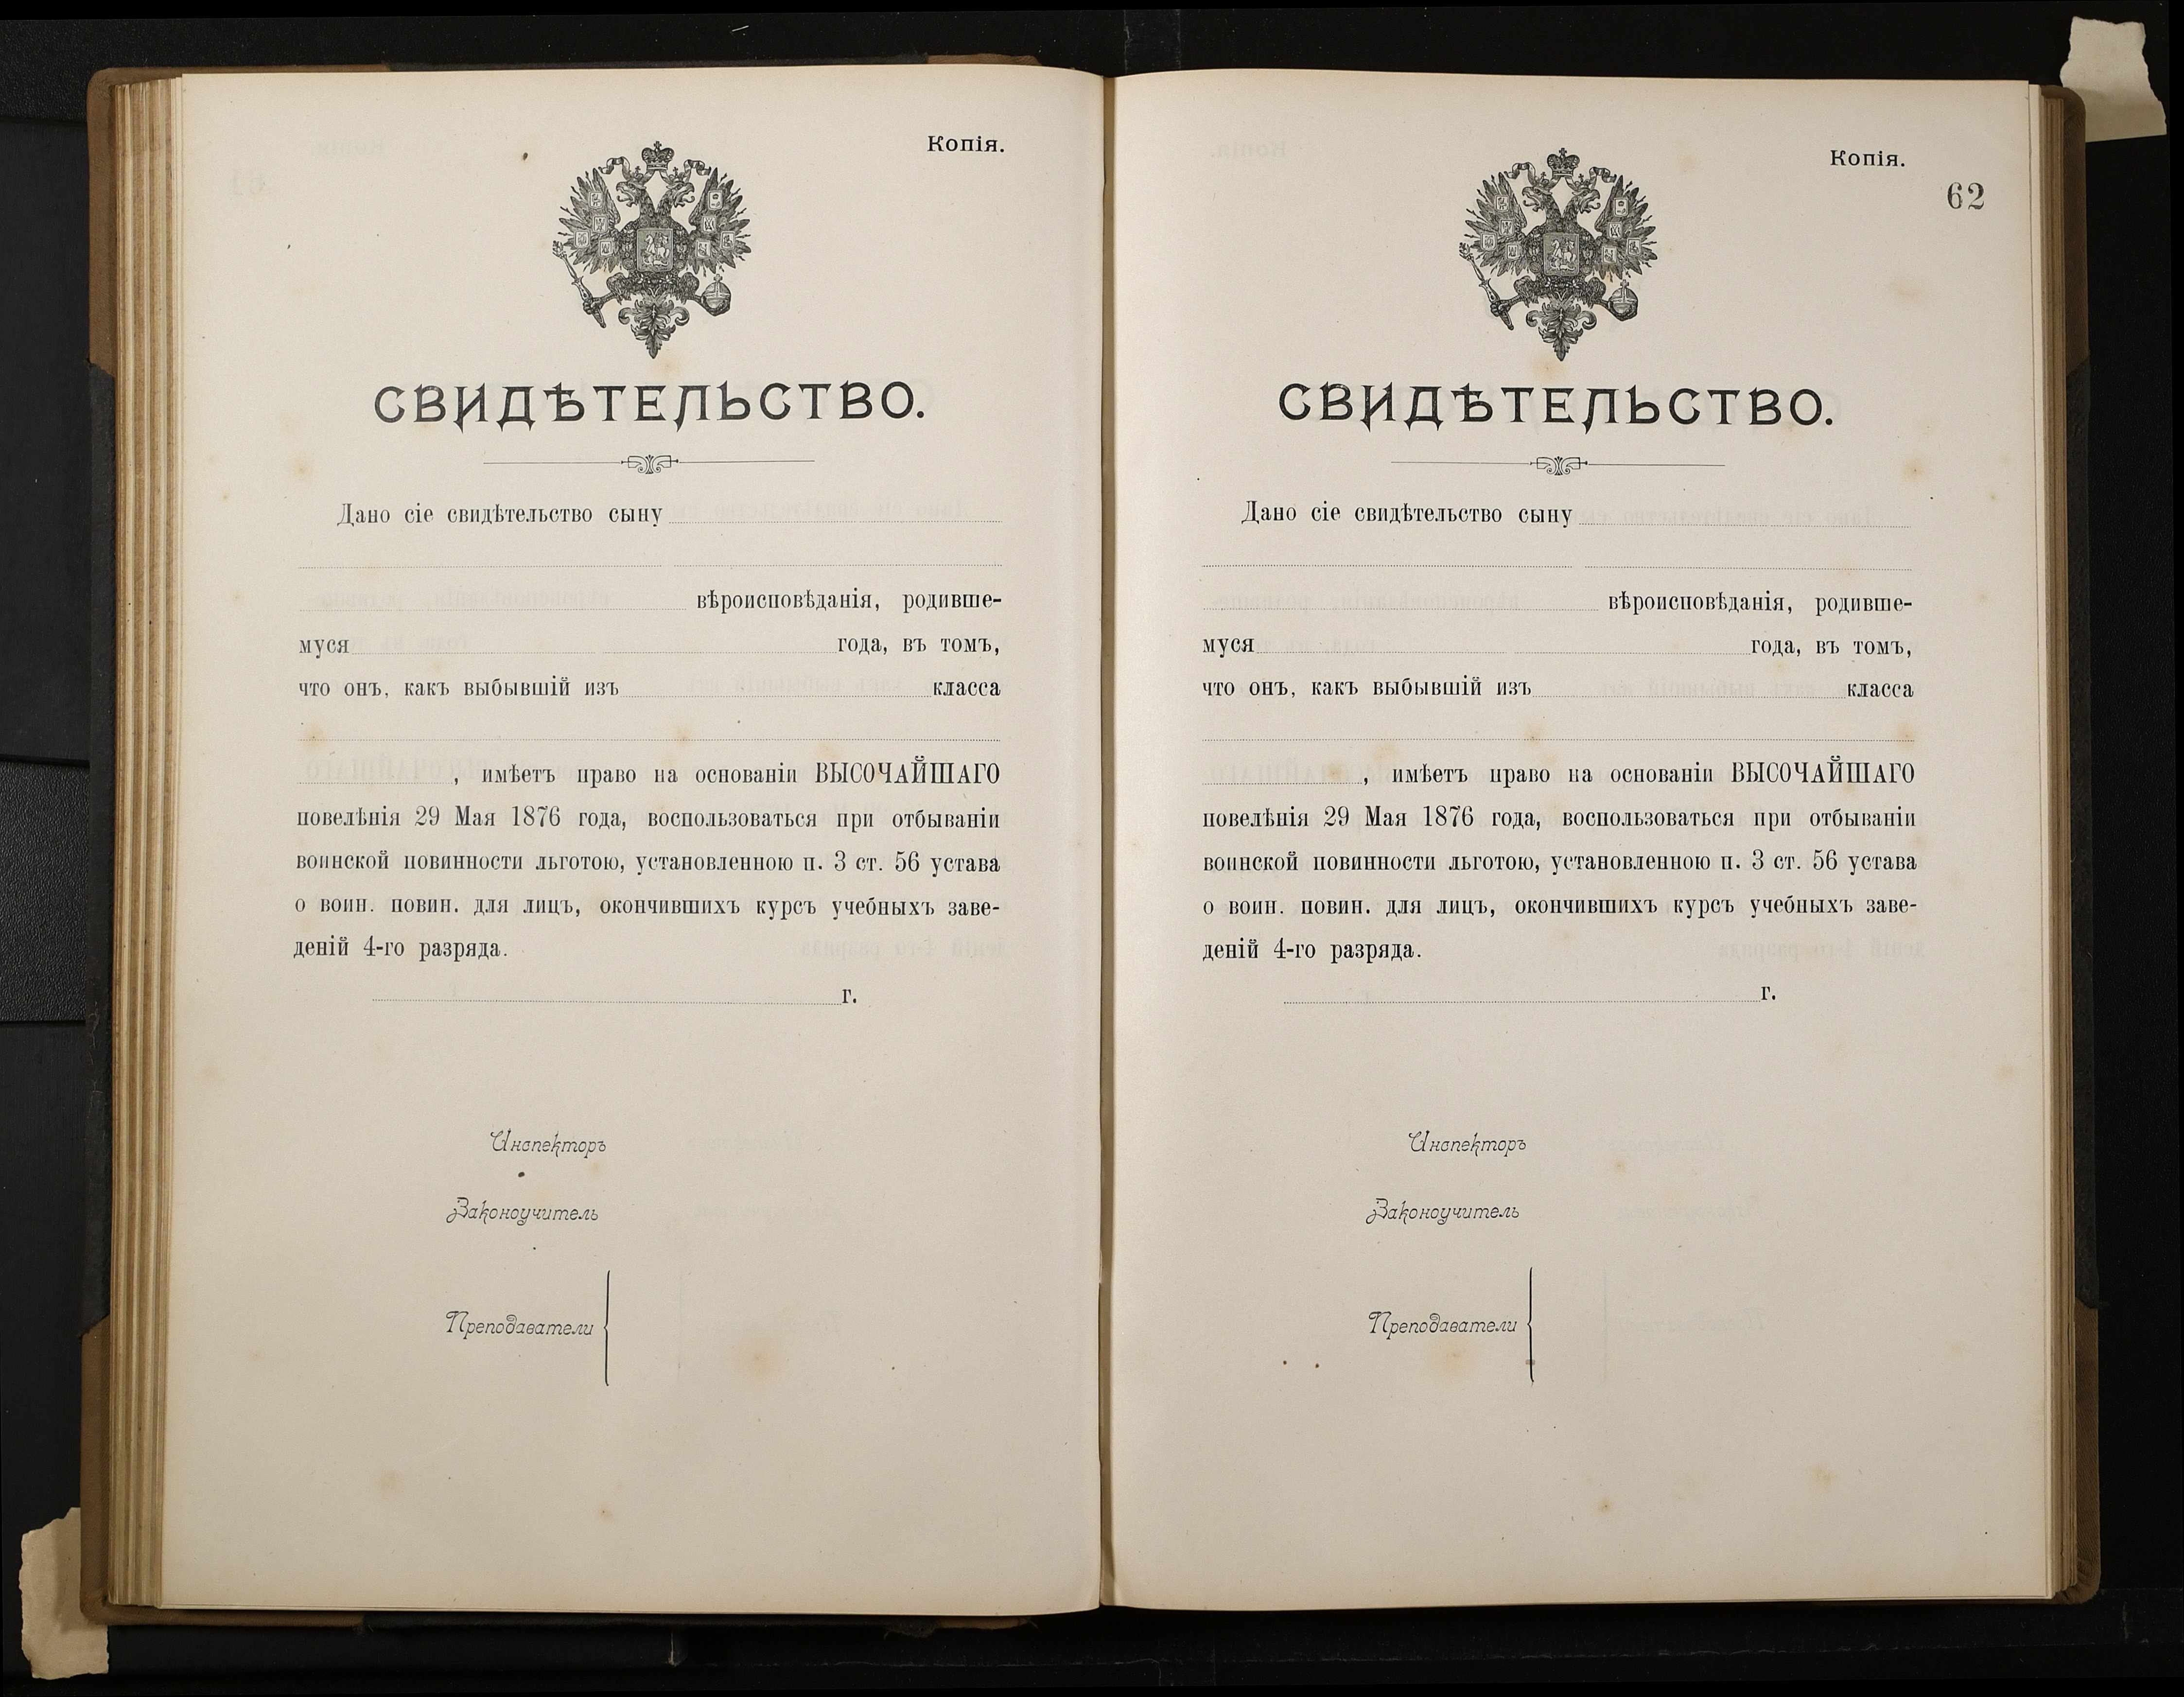 Копія.
СВИДѢТЕЛЬСТВО.
Дано сіе свидѣтельство сыну
вѣроисповѣданія, родивше-
муся года, въ томъ,
что онъ, какъ выбывшій изъ класса
, имѣетъ право на основаніи ВЫСОЧАЙШАГО
повелѣнія 29 Мая 1876 года, воспользоваться при отбываніи
воинской повинности льготою, установленною п. 3 ст. 56 устава
о воин. повин. для лицъ, окончившихъ курсъ учебныхъ заве-
деній 4-го разряда.
г.
Инспекторъ
Законоучитель
Преподаватели
Копія.
62
СВИДѢТЕЛЬСТВО.
Дано сіе свидѣтельство сыну
вѣроисповѣданія, родивше-
муся года, въ томъ,
что онъ, какъ выбывшій изъ класса
, имѣетъ право на основаніи ВЫСОЧАЙШАГО
повелѣнія 29 Мая 1876 года, воспользоваться при отбываніи
воинской повинности льготою, установленною п. 3 ст. 56 устава
о воин. повин. для лицъ, окончившихъ курсъ учебныхъ заве-
деній 4-го разряда.
г.
Инспекторъ
Законоучитель
Преподаватели